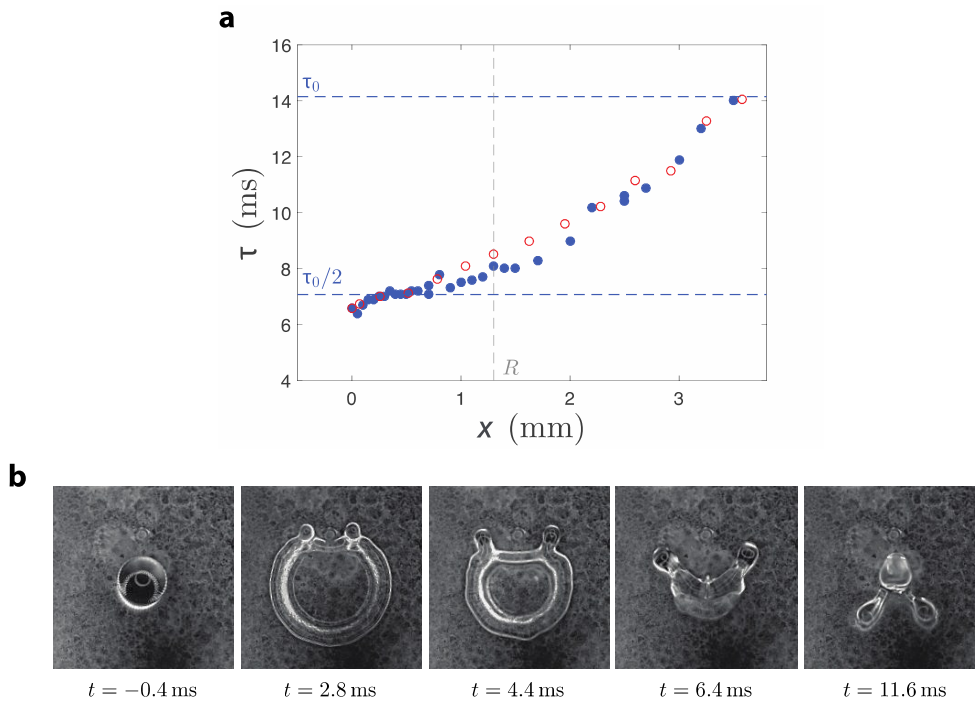 a
16
τ₀
14
12
10
τ (ms)
8
τ₀/2
6
R
4
0 1 2 3
x (mm)
b
t = −0.4 ms t = 2.8 ms t = 4.4 ms t = 6.4 ms t = 11.6 ms